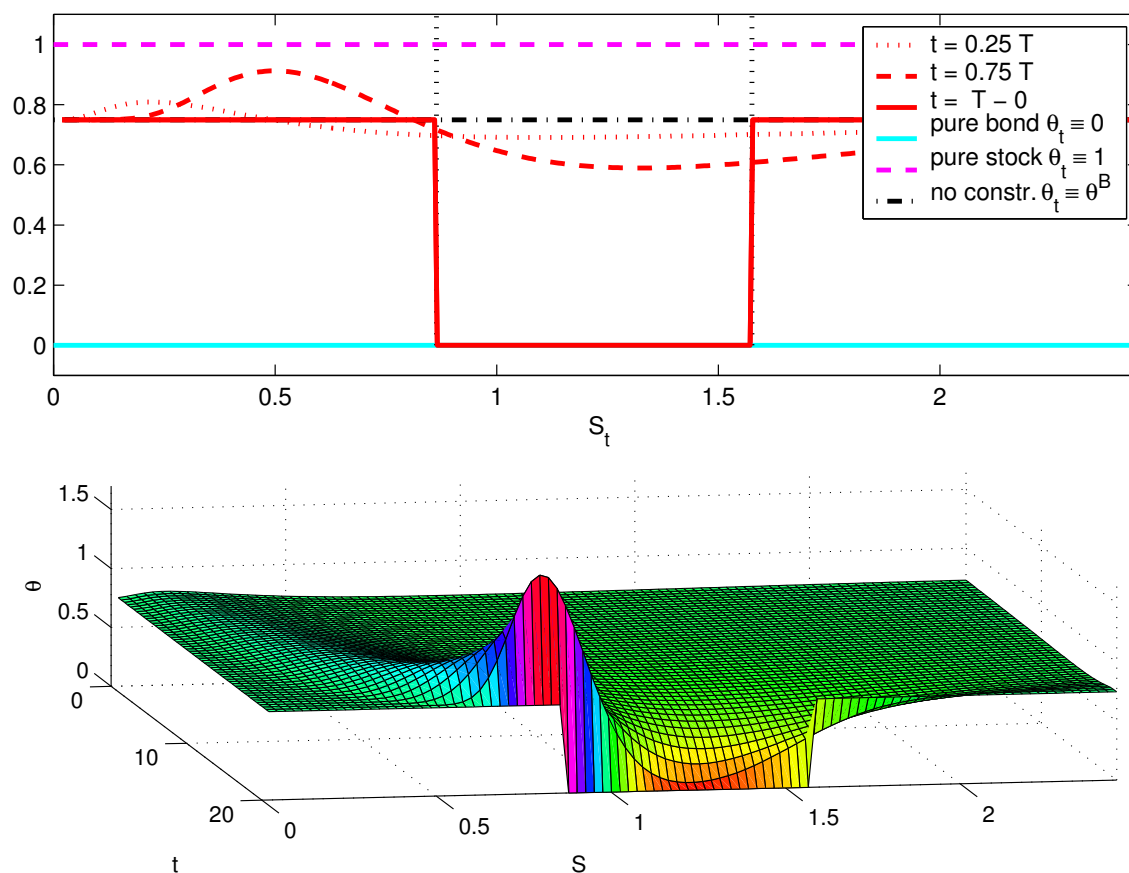 1
0.8
0.6
0.4
0.2
0
0 0.5 1 1.5 2
S_t
t = 0.25 T
t = 0.75 T
t = T − 0
pure bond θ_t ≡ 0
pure stock θ_t ≡ 1
no constr. θ_t ≡ θ^B
1.5
1
0.5
0
θ
0
10
20
t
0
0.5
1
1.5
2
S